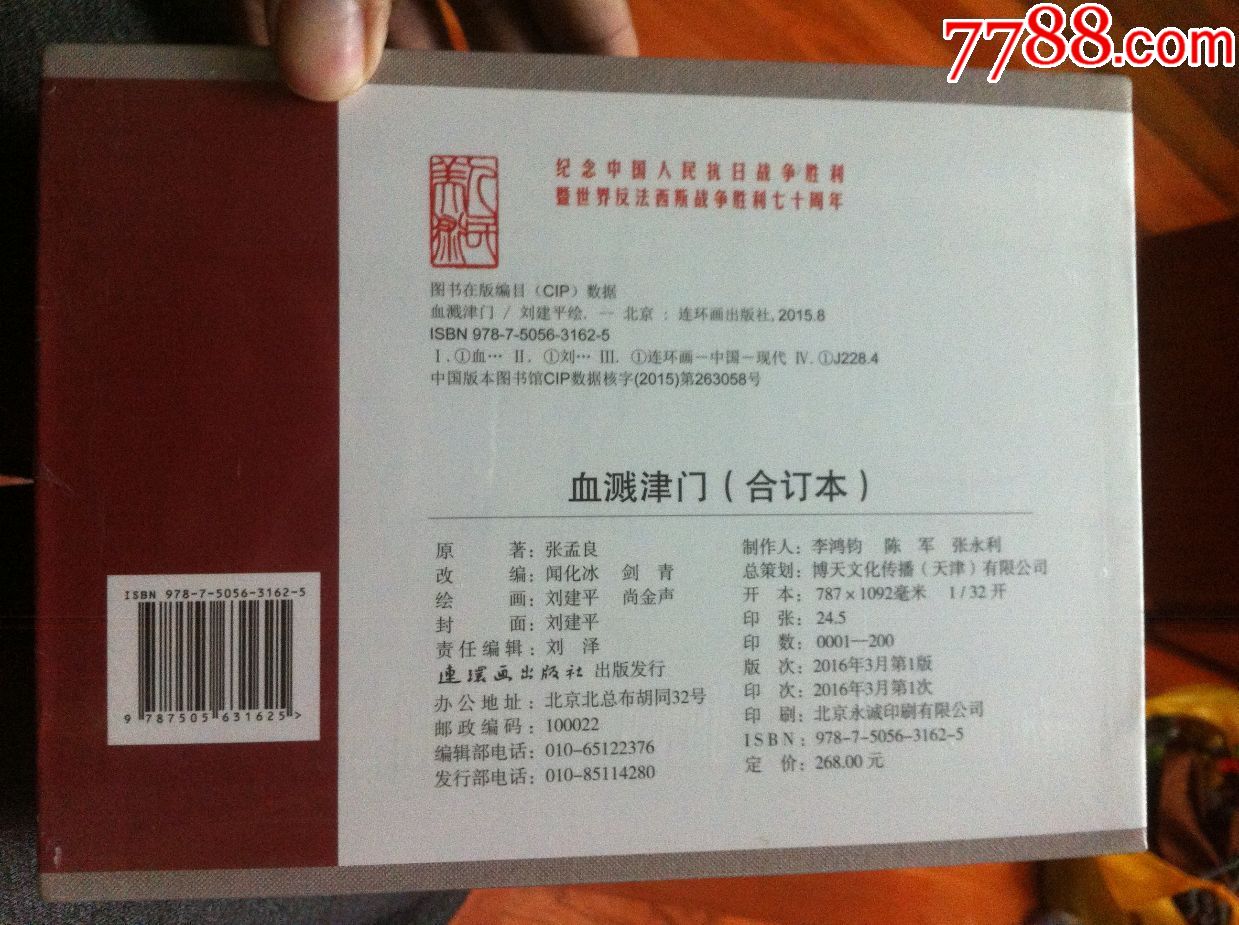 7788.com
纪念中国人民抗日战争胜利
暨世界反法西斯战争胜利七十周年
图书在版编目（CIP）数据
血溅津门 / 刘建平绘. -- 北京 : 连环画出版社, 2015.8
ISBN 978-7-5056-3162-5
Ⅰ. ①血… Ⅱ. ①刘… Ⅲ. ①连环画－中国－现代 Ⅳ. ①J228.4
中国版本图书馆CIP数据核字(2015)第263058号
血溅津门（合订本）
原 著：张孟良
改 编：闻化冰 剑 青
绘 画：刘建平 尚金声
封 面：刘建平
责任编辑：刘 泽
连环画出版社 出版发行
办公地址：北京北总布胡同32号
邮政编码：100022
编辑部电话：010-65122376
发行部电话：010-85114280
制作人：李鸿钧 陈 军 张永利
总策划：博天文化传播（天津）有限公司
开 本：787×1092毫米 1/32开
印 张：24.5
印 数：0001—200
版 次：2016年3月第1版
印 次：2016年3月第1次
印 刷：北京永诚印刷有限公司
ISBN：978-7-5056-3162-5
定 价：268.00 元
ISBN 978-7-5056-3162-5
9 787505 631625 >